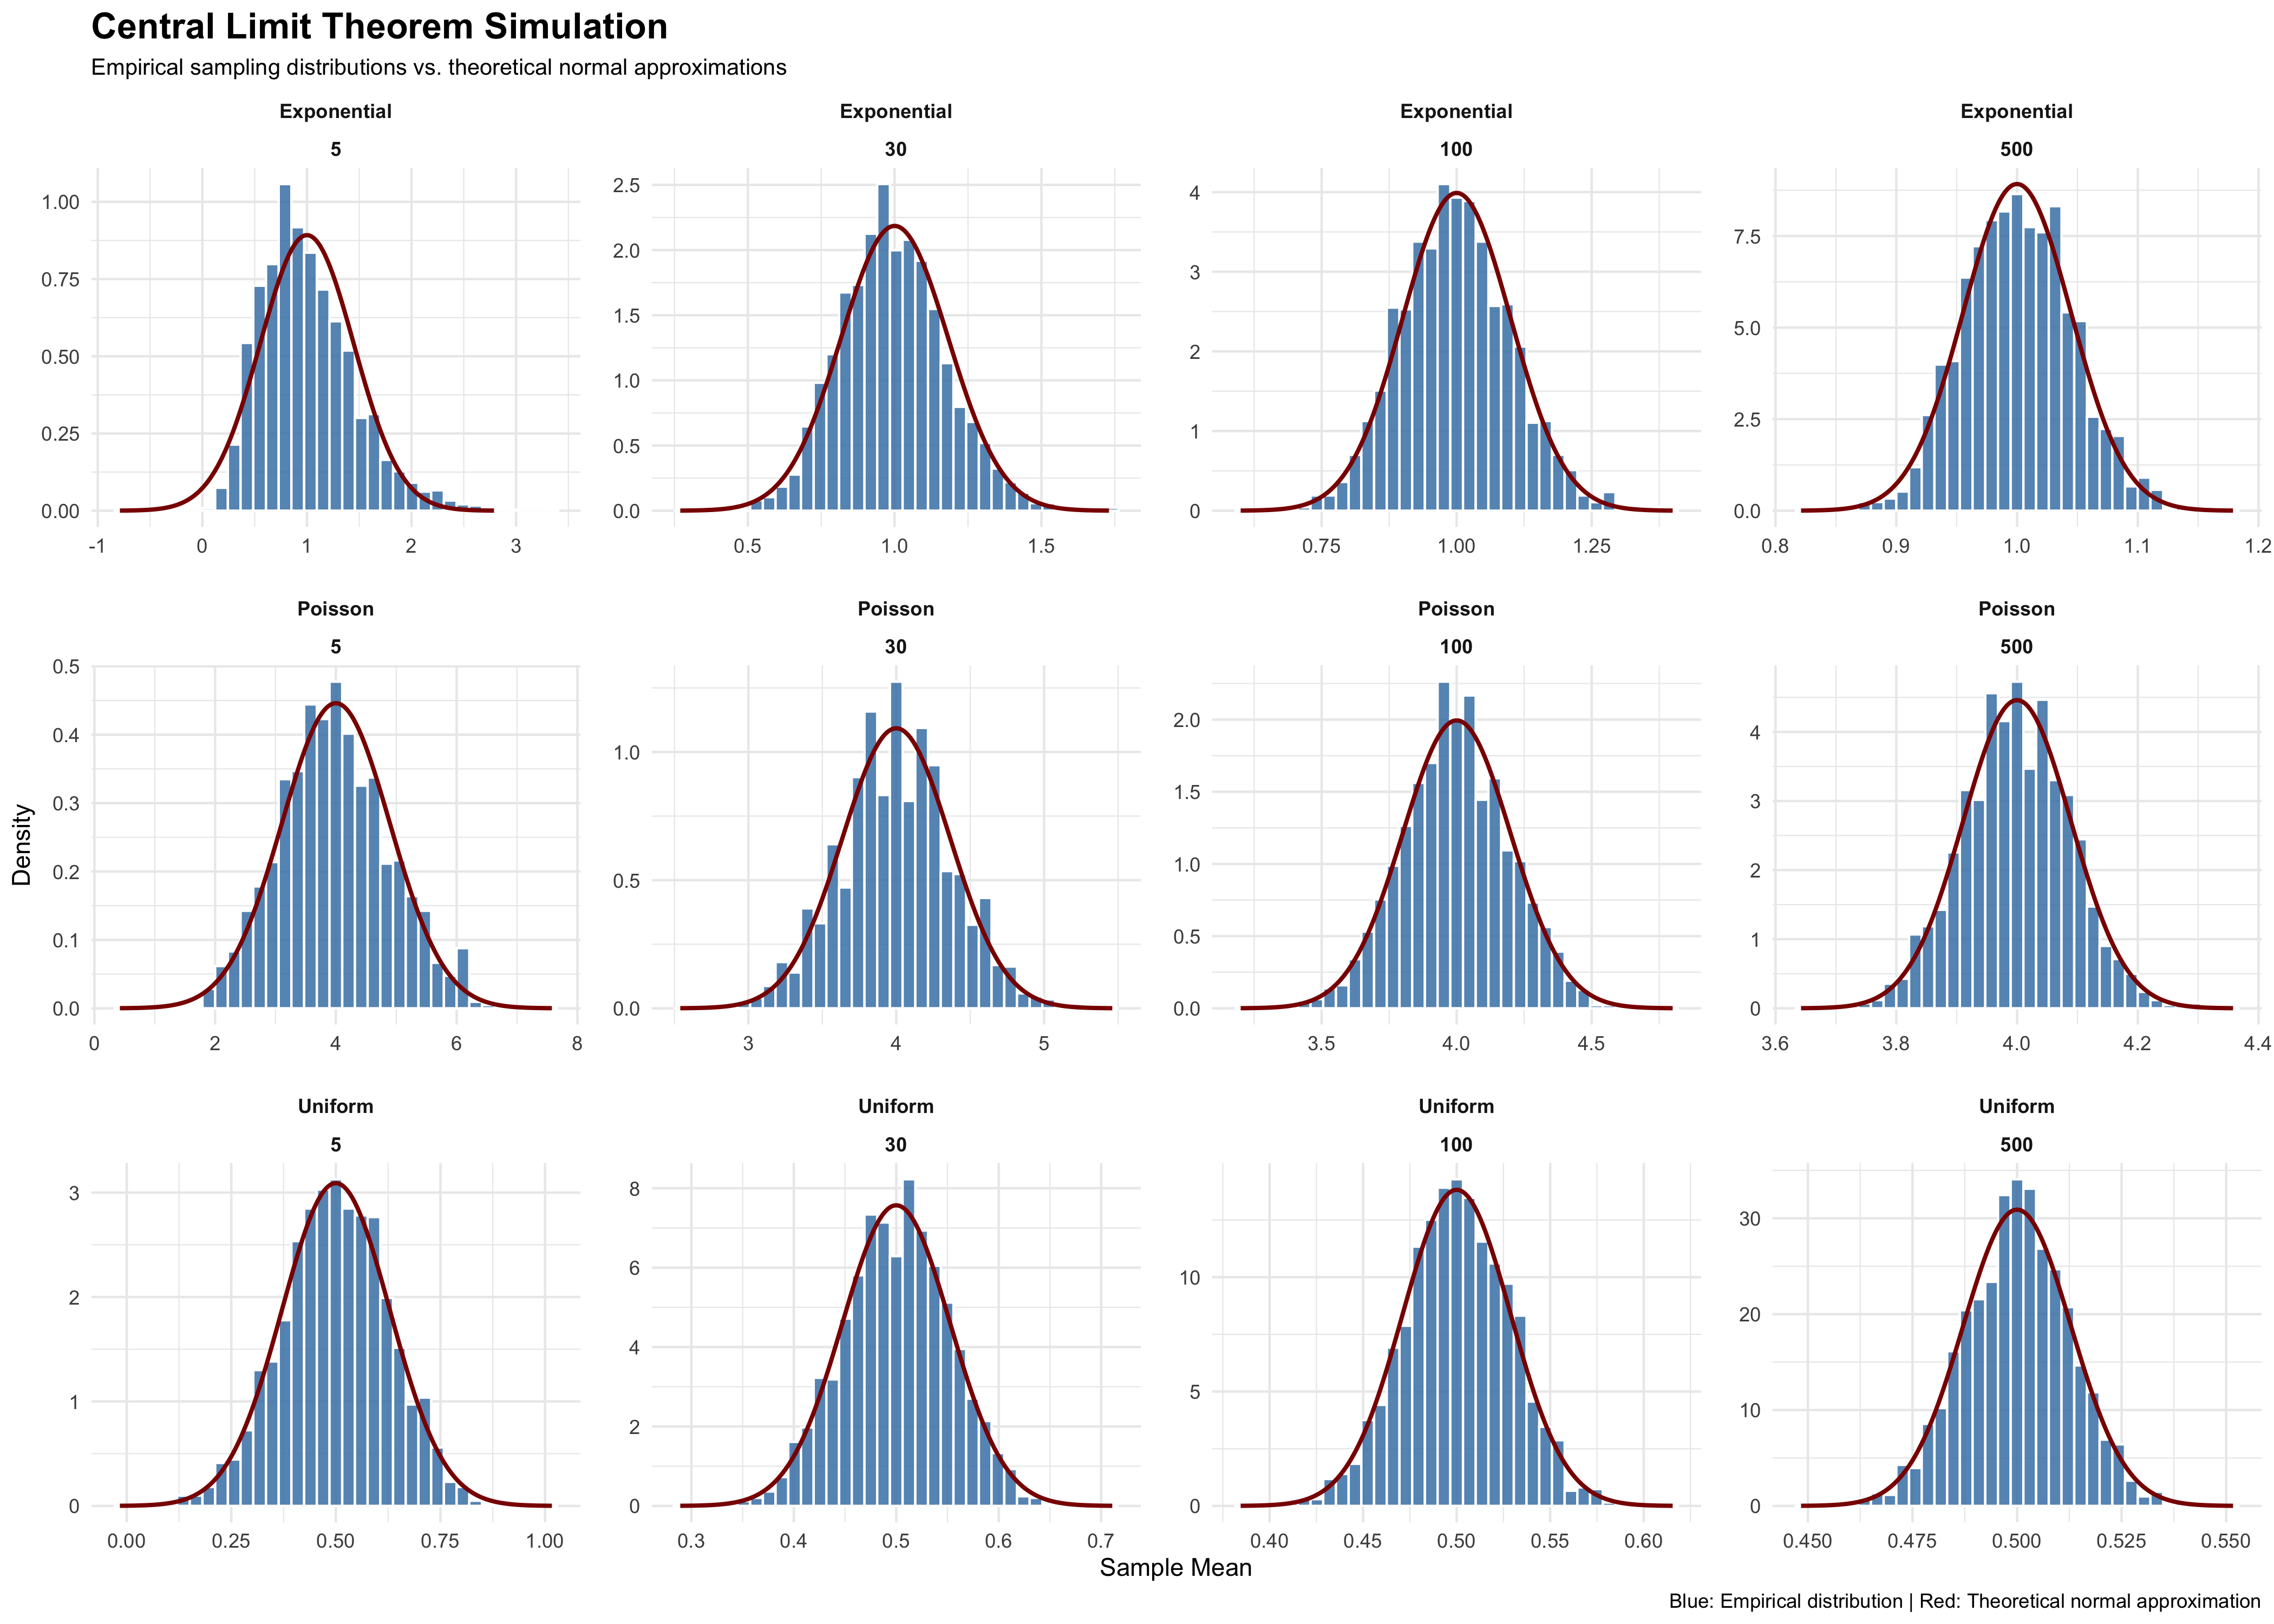 Central Limit Theorem Simulation
Empirical sampling distributions vs. theoretical normal approximations
Exponential Exponential Exponential Exponential
5 30 100 500
1.00
0.75
0.50
0.25
0.00
-1 0 1 2 3
2.5
2.0
1.5
1.0
0.5
0.0
0.5 1.0 1.5
4
3
2
1
0
0.75 1.00 1.25
7.5
5.0
2.5
0.0
0.8 0.9 1.0 1.1 1.2
Density
Poisson Poisson Poisson Poisson
5 30 100 500
0.5
0.4
0.3
0.2
0.1
0.0
0 2 4 6 8
1.0
0.5
0.0
3 4 5
2.0
1.5
1.0
0.5
0.0
3.5 4.0 4.5
4
3
2
1
0
3.6 3.8 4.0 4.2 4.4
Uniform Uniform Uniform Uniform
5 30 100 500
3
2
1
0
0.00 0.25 0.50 0.75 1.00
8
6
4
2
0
0.3 0.4 0.5 0.6 0.7
10
5
0
0.40 0.45 0.50 0.55 0.60
30
20
10
0
0.450 0.475 0.500 0.525 0.550
Sample Mean
Blue: Empirical distribution | Red: Theoretical normal approximation